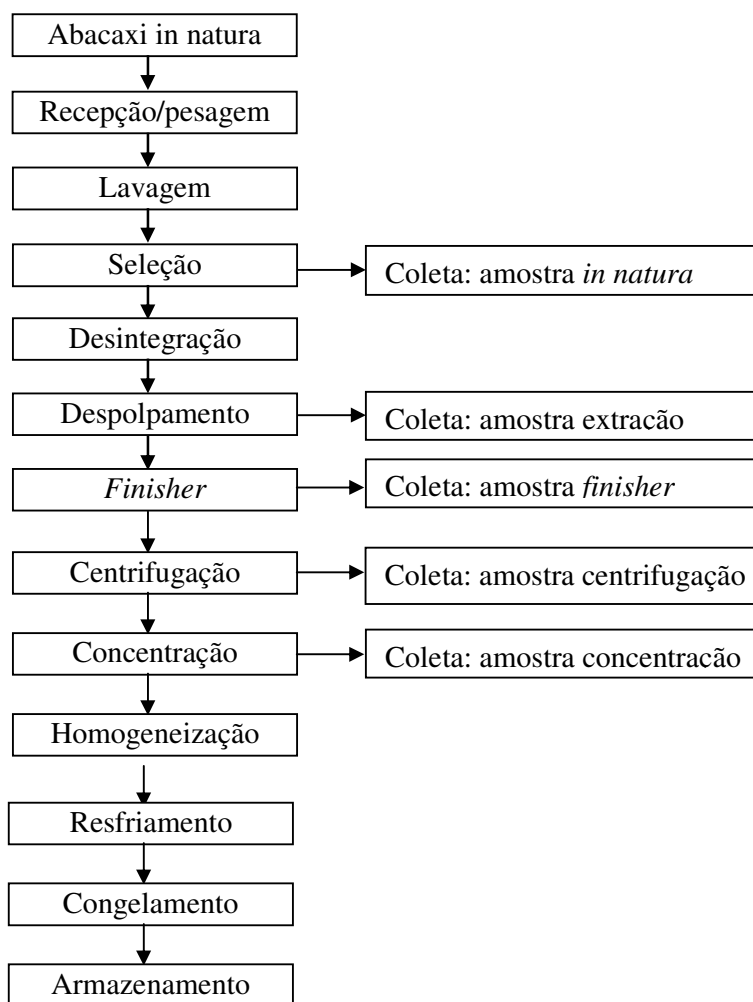 Abacaxi in natura
Recepção/pesagem
Lavagem
Seleção
Coleta: amostra in natura
Desintegração
Despolpamento
Coleta: amostra extracão
Finisher
Coleta: amostra finisher
Centrifugação
Coleta: amostra centrifugação
Concentração
Coleta: amostra concentracão
Homogeneização
Resfriamento
Congelamento
Armazenamento